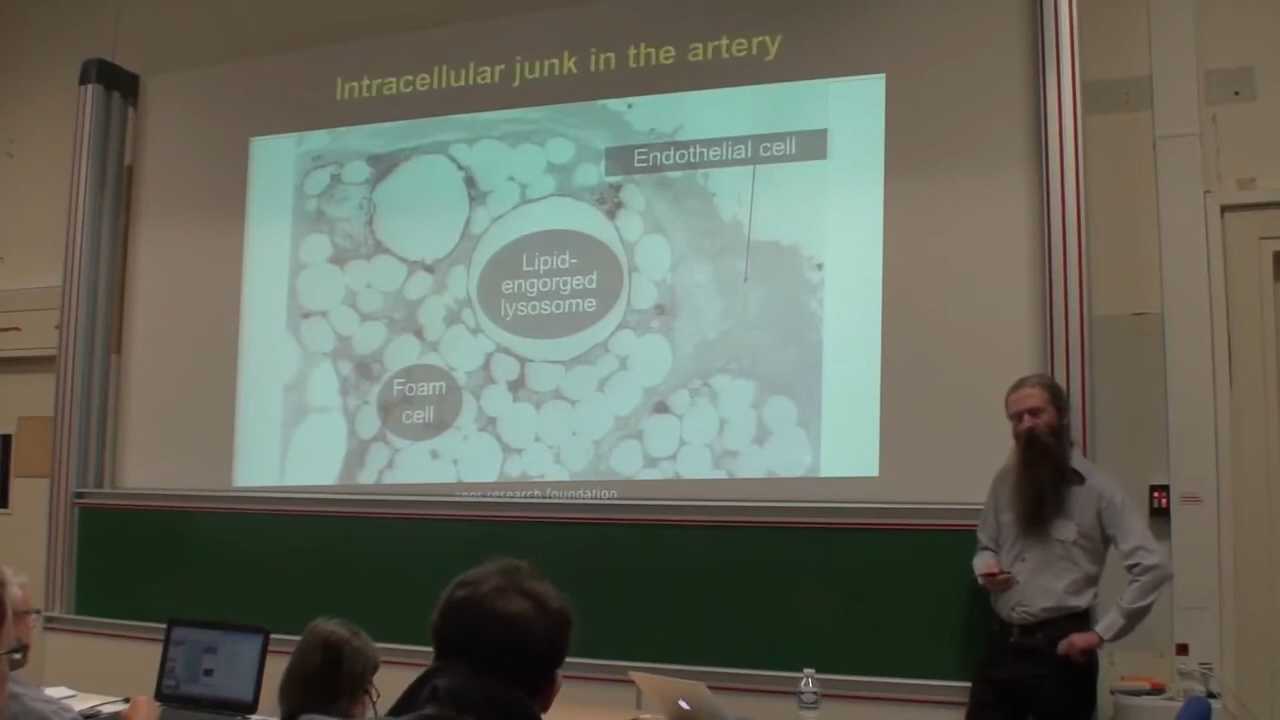 Intracellular junk in the artery
Endothelial cell
Lipid-
engorged
lysosome
Foam
cell
research foundation